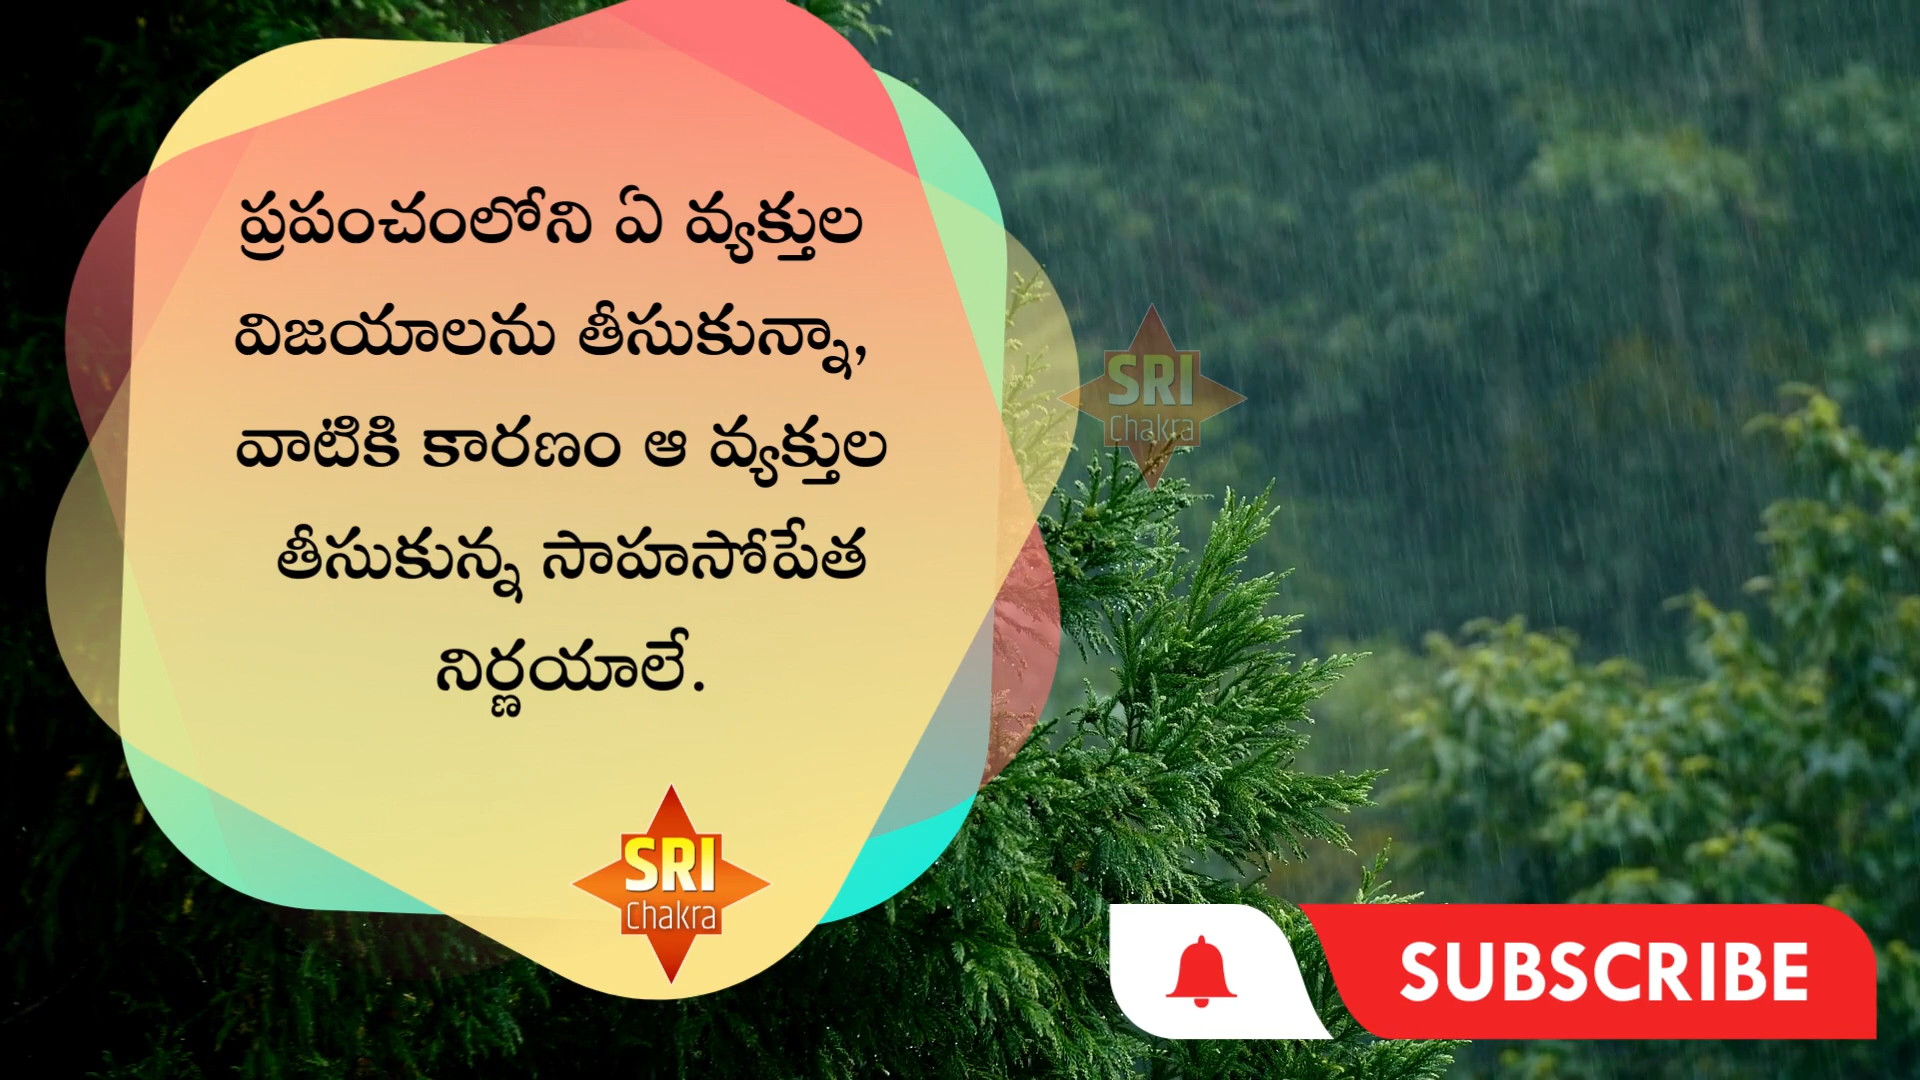 ప్రపంచంలోని ఏ వ్యక్తుల
విజయాలను తీసుకున్నా,
వాటికి కారణం ఆ వ్యక్తుల
తీసుకున్న సాహసోపేత
నిర్ణయాలే.
SRI
Chakra
SRI
Chakra
SUBSCRIBE